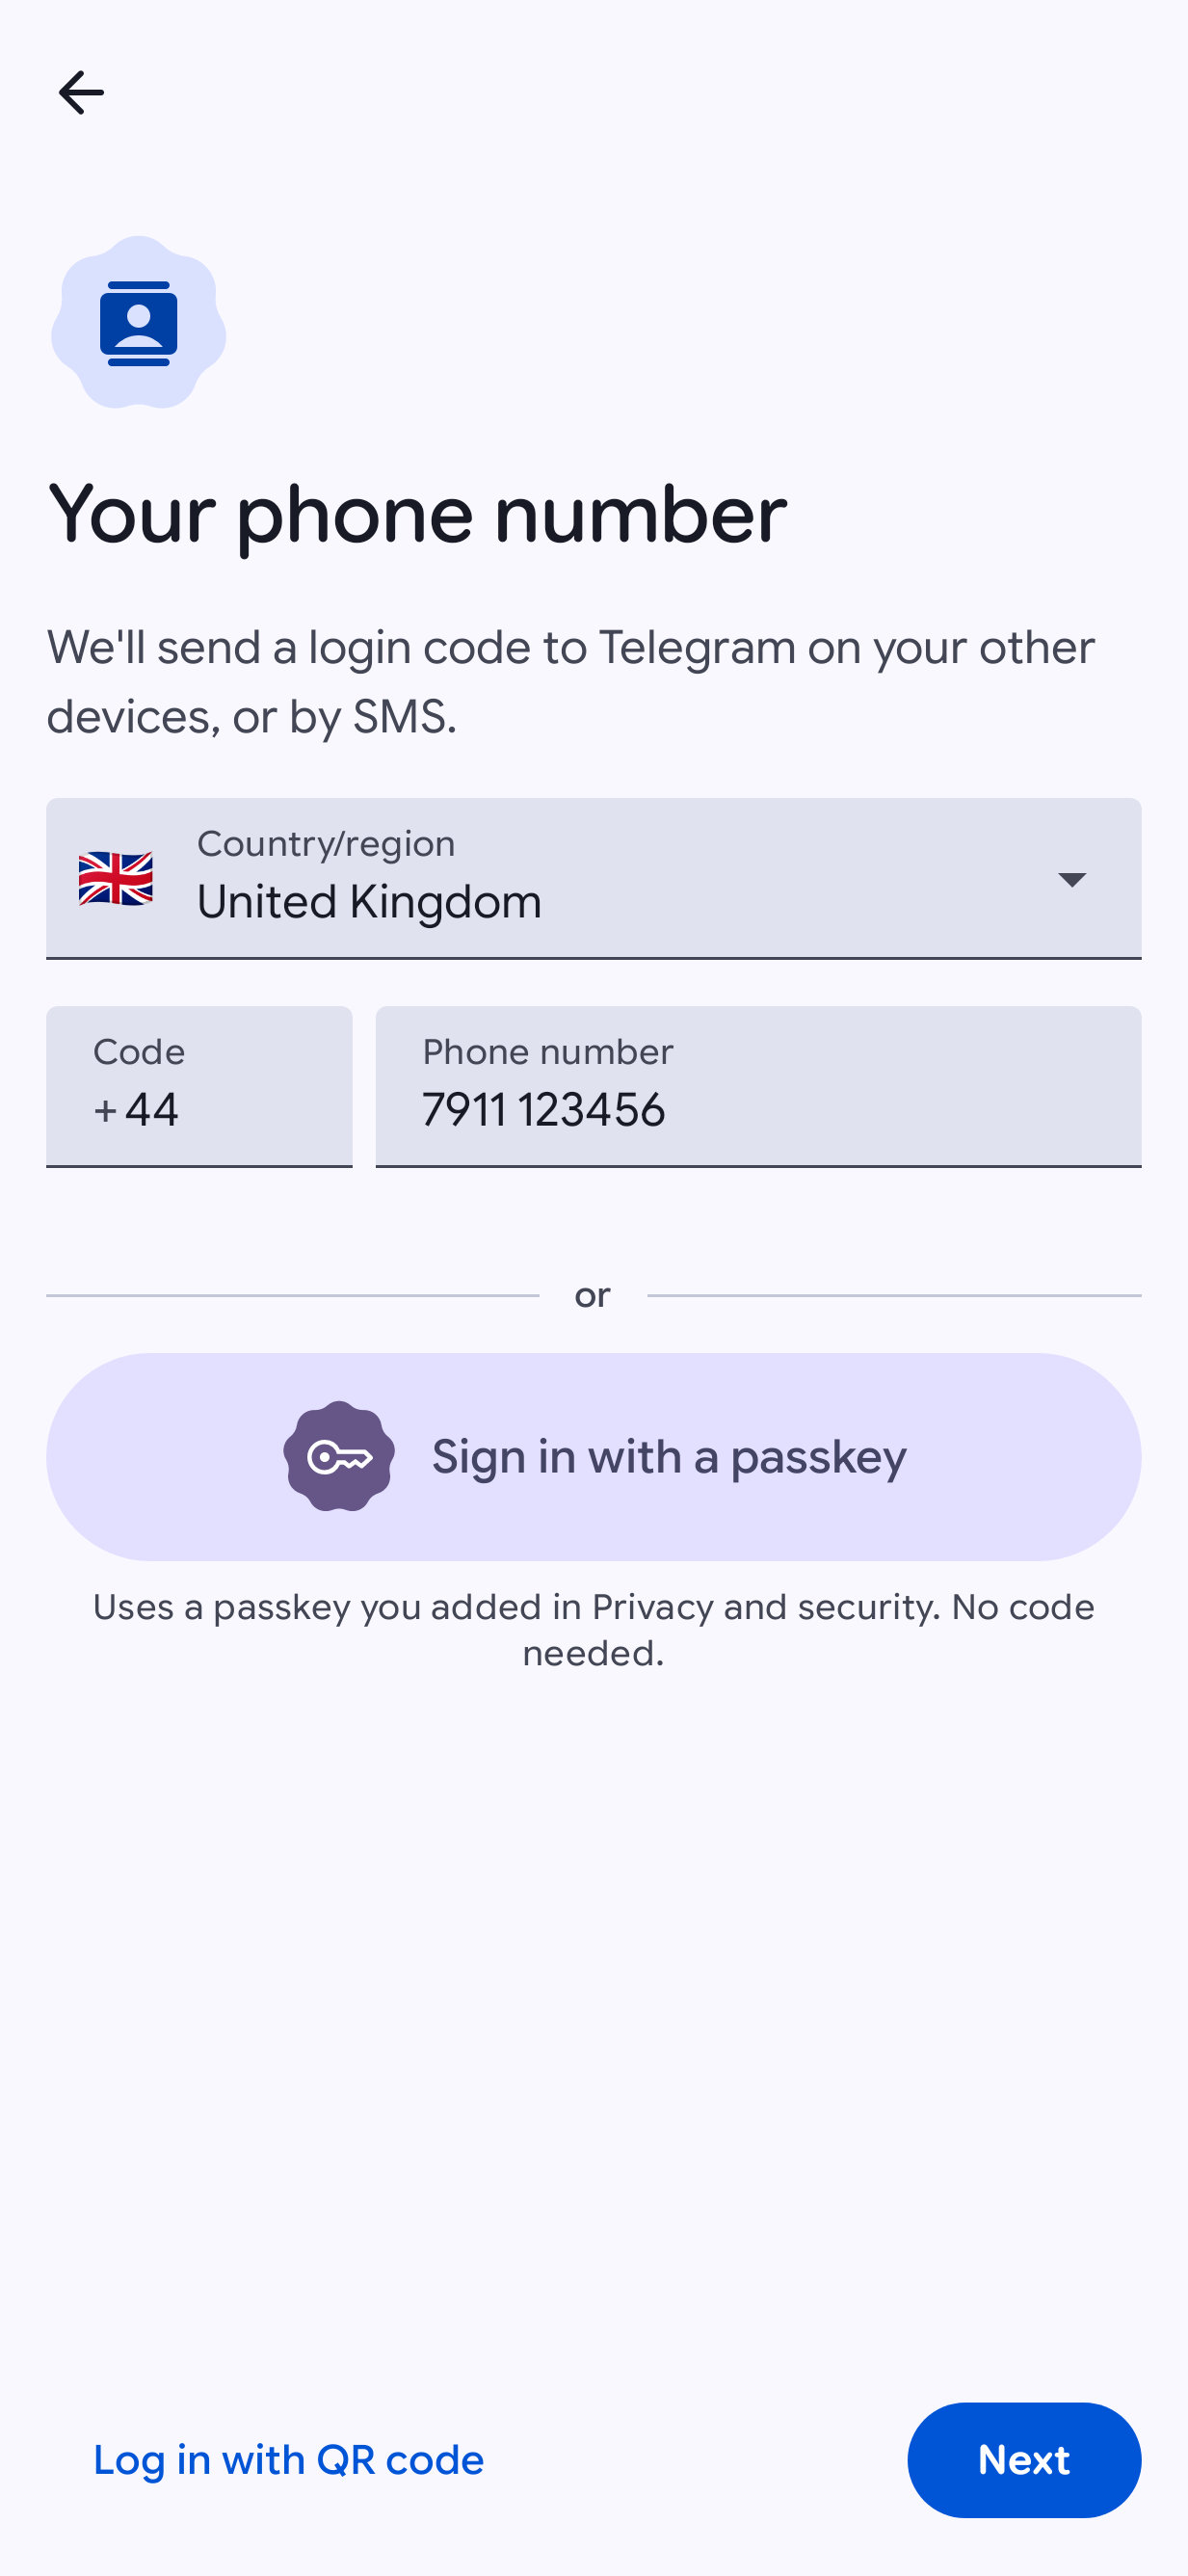 Your phone number
We'll send a login code to Telegram on your other
devices, or by SMS.
Country/region
United Kingdom
Code
+44
Phone number
7911 123456
or
Sign in with a passkey
Uses a passkey you added in Privacy and security. No code
needed.
Log in with QR code
Next